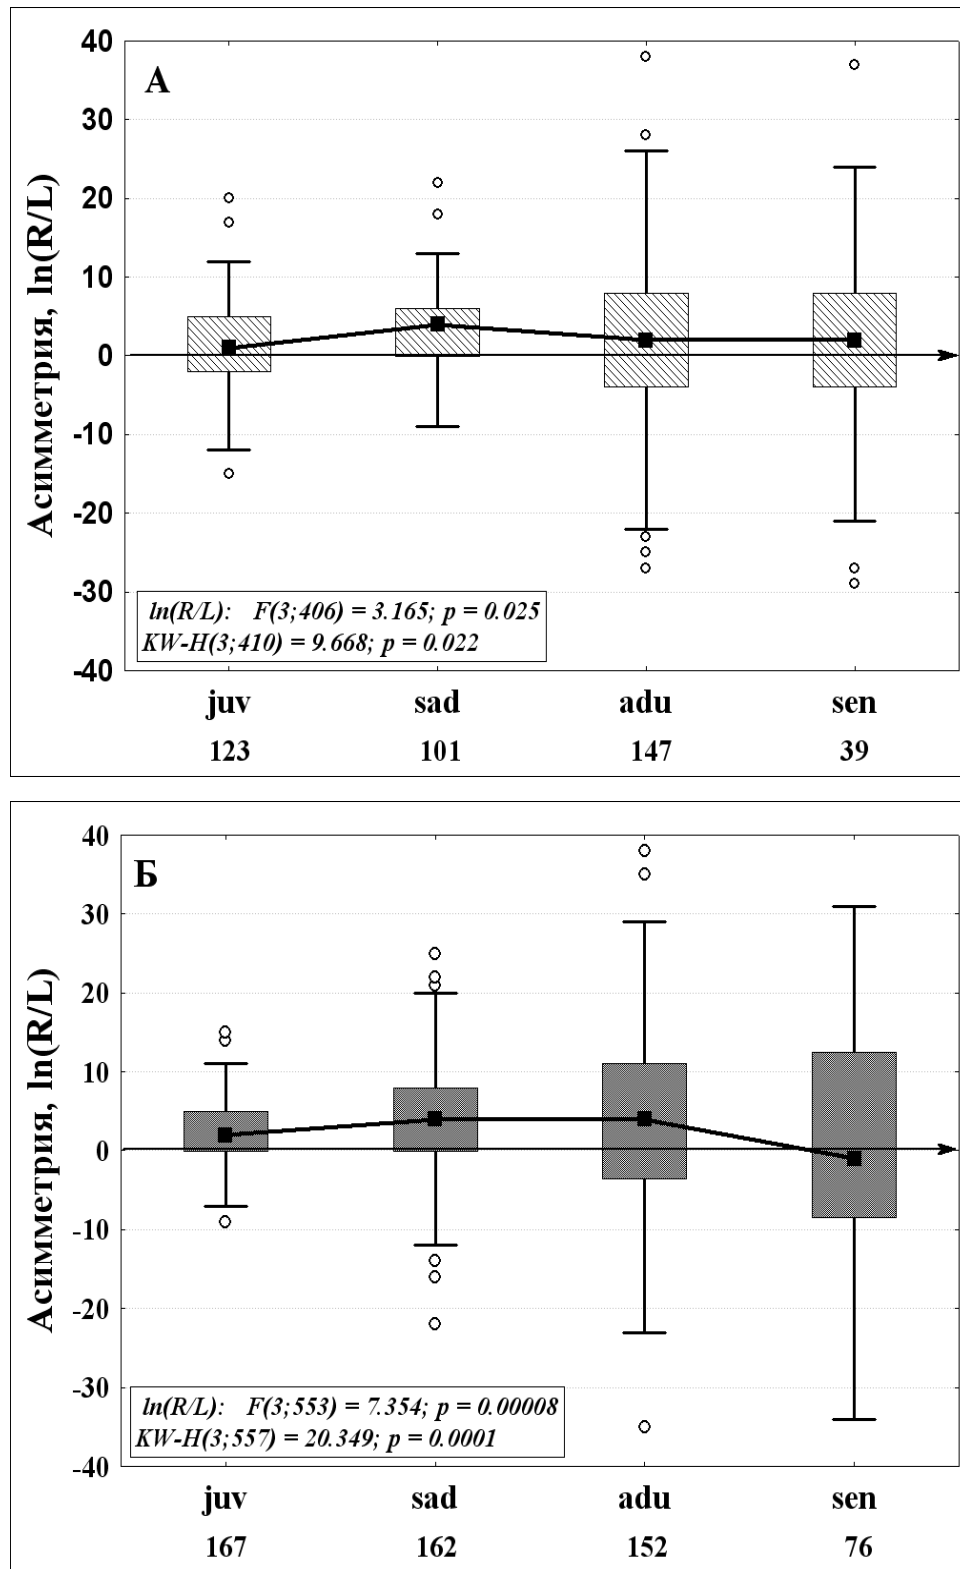 А
Асимметрия, ln(R/L)
40
30
20
10
0
-10
-20
-30
-40
ln(R/L): F(3;406) = 3.165; p = 0.025
KW-H(3;410) = 9.668; p = 0.022
juv sad adu sen
123 101 147 39
Б
Асимметрия, ln(R/L)
40
30
20
10
0
-10
-20
-30
-40
ln(R/L): F(3;553) = 7.354; p = 0.00008
KW-H(3;557) = 20.349; p = 0.0001
juv sad adu sen
167 162 152 76